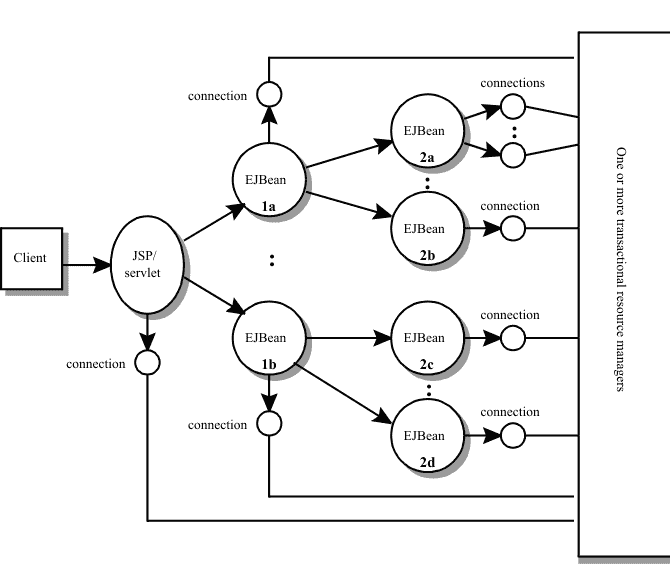 connections
connection
EJBean
2a
EJBean
1a
connection
EJBean
2b
Client
JSP/
servlet
One or more transactional resource managers
connection
EJBean
1b
EJBean
2c
connection
connection
connection
EJBean
2d